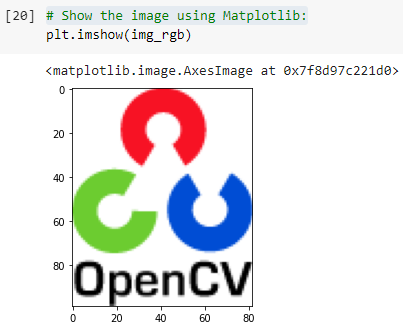 [20] # Show the image using Matplotlib:
plt.imshow(img_rgb)
<matplotlib.image.AxesImage at 0x7f8d97c221d0>
0
20
40
60
80
OpenCV
0 20 40 60 80